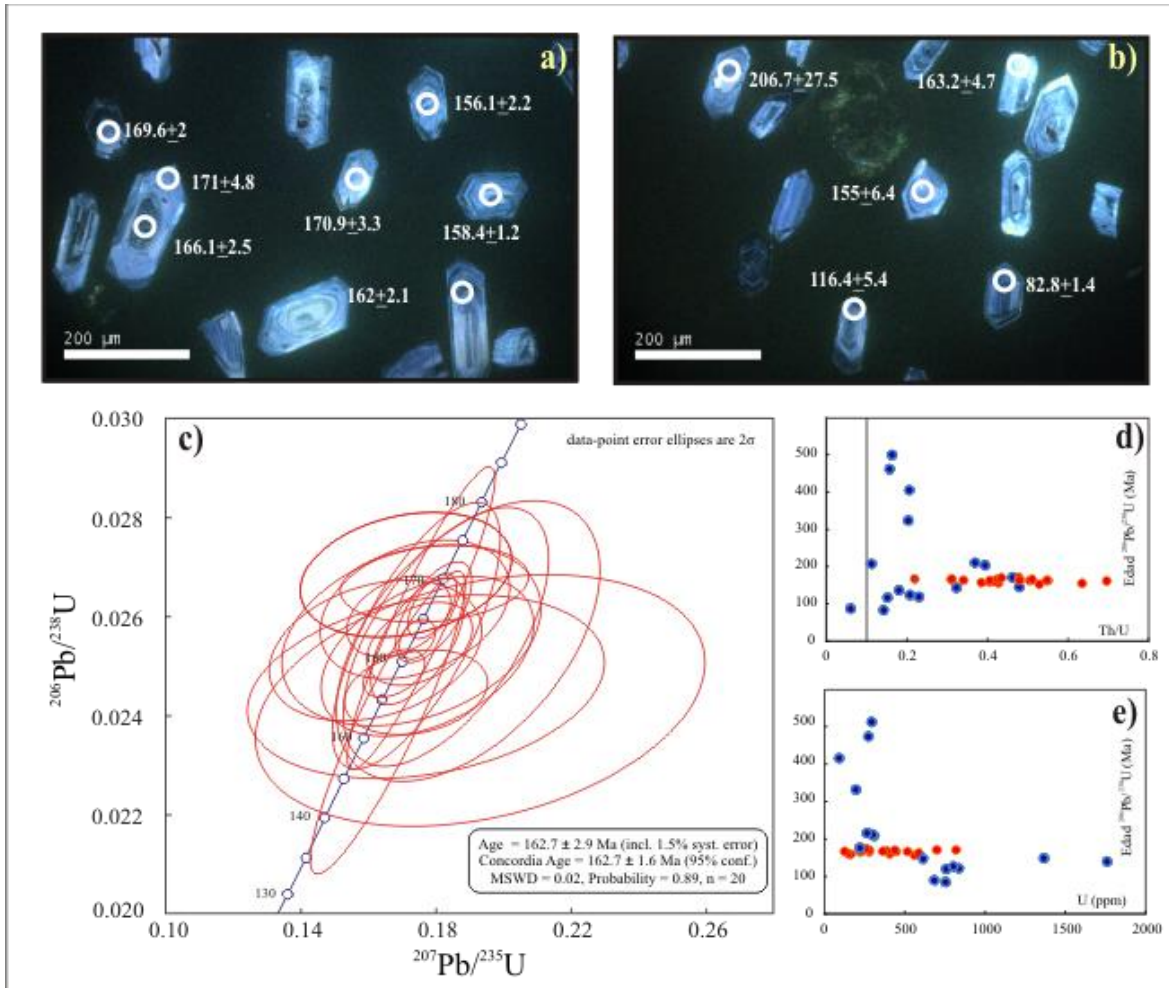 a)
169.6±2
156.1±2.2
171±4.8
170.9±3.3
158.4±1.2
166.1±2.5
162±2.1
200 µm
b)
206.7±27.5
163.2±4.7
155±6.4
116.4±5.4
82.8±1.4
200 µm
c)
data-point error ellipses are 2σ
0.030
0.028
0.026
0.024
0.022
0.020
²⁰⁶Pb/²³⁸U
180
170
160
140
130
Age = 162.7 ± 2.9 Ma (incl. 1.5% syst. error)
Concordia Age = 162.7 ± 1.6 Ma (95% conf.)
MSWD = 0.02, Probability = 0.89, n = 20
0.10
0.14
0.18
0.22
0.26
²⁰⁷Pb/²³⁵U
d)
500
400
300
200
100
0
Edad ²⁰⁶Pb/²³⁸U (Ma)
Th/U
0
0.2
0.4
0.6
0.8
e)
500
400
300
200
100
0
Edad ²⁰⁶Pb/²³⁸U (Ma)
U (ppm)
0
500
1000
1500
2000